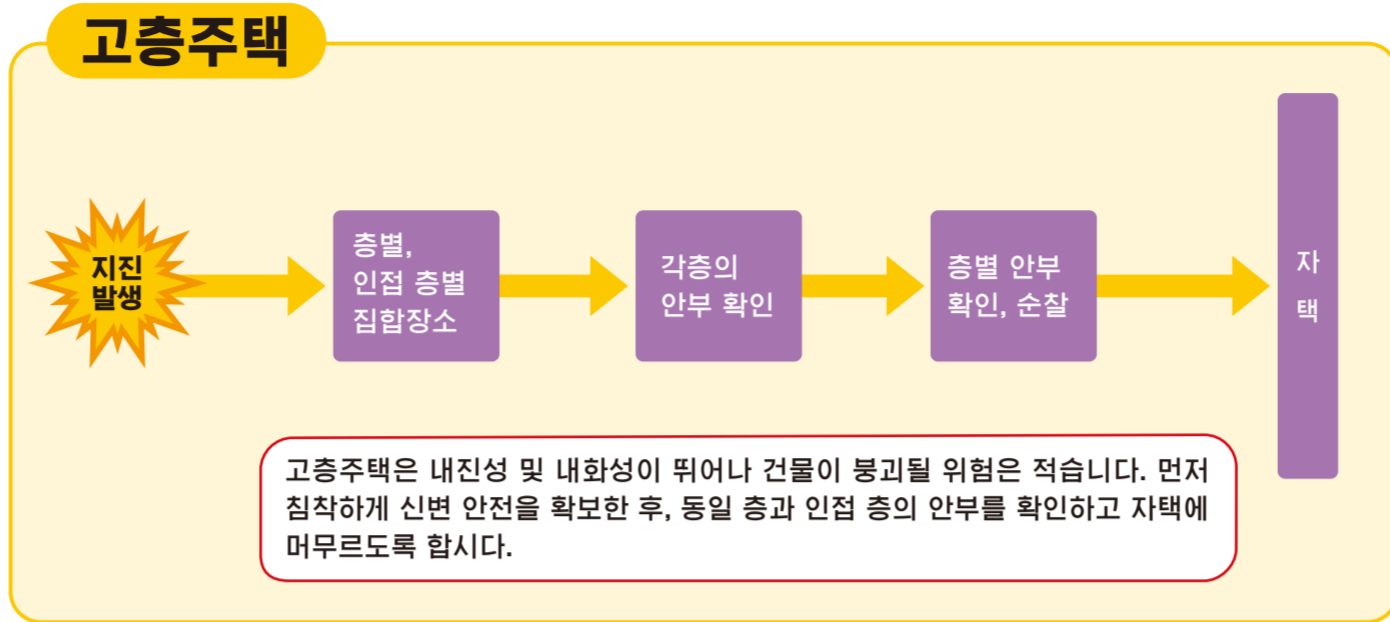 고층주택
지진
발생
층별,
인접 층별
집합장소
각층의
안부 확인
층별 안부
확인, 순찰
자
택
고층주택은 내진성 및 내화성이 뛰어나 건물이 붕괴될 위험은 적습니다. 먼저
침착하게 신변 안전을 확보한 후, 동일 층과 인접 층의 안부를 확인하고 자택에
머무르도록 합시다.